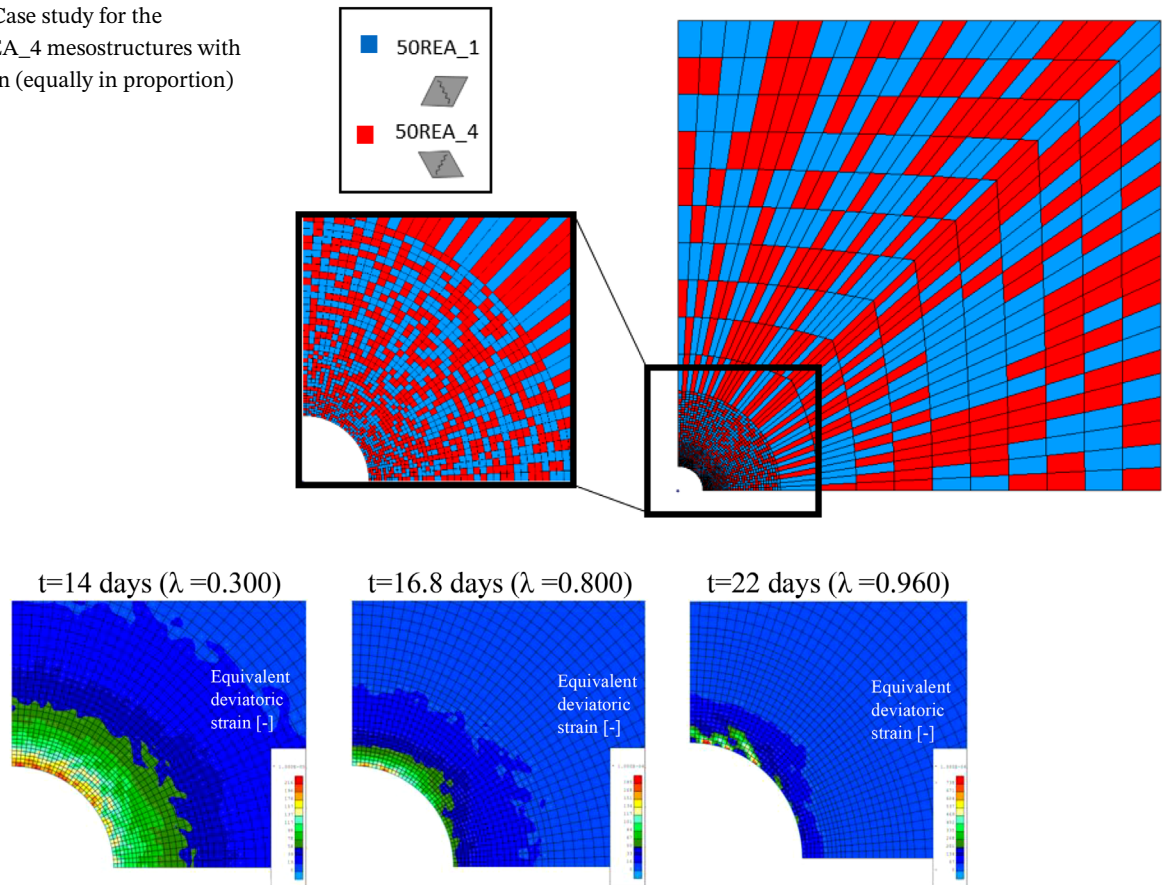 Case study for the
EA_4 mesostructures with
n (equally in proportion)
50REA_1
50REA_4
t=14 days (λ =0.300)
t=16.8 days (λ =0.800)
t=22 days (λ =0.960)
Equivalent
deviatoric
strain [-]
Equivalent
deviatoric
strain [-]
Equivalent
deviatoric
strain [-]